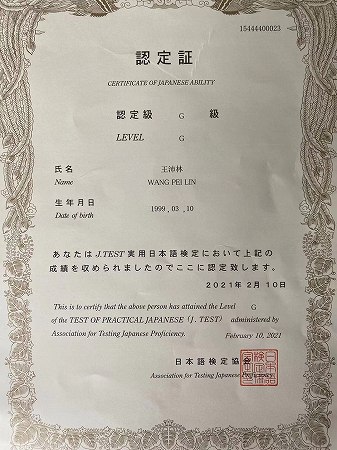 15444400023
認定証
CERTIFICATE OF JAPANESE ABILITY
認定級 G 級
LEVEL G
氏名 王沛林
Name WANG PEI LIN
生年月日
1999 , 03 , 10
Date of birth
あなたは J.TEST 実用日本語検定において上記の
成績を収められましたのでここに認定致します。
2021年 2月 10日
This is to certify that the above person has attained the Level G
of the TEST OF PRACTICAL JAPANESE (J. TEST) administered by
Association for Testing Japanese Proficiency.
February 10, 2021
日本語検定協会
Association for Testing Japanese Proficiency